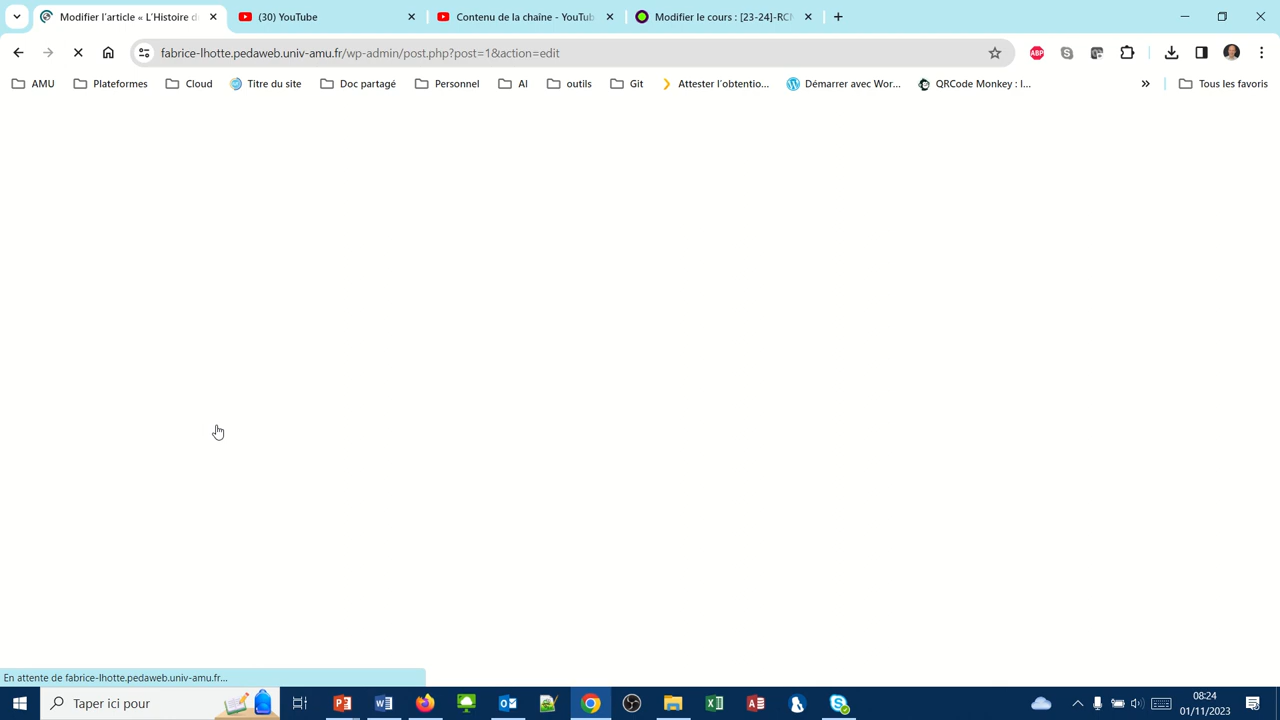 Modifier l'article « L'Histoire d
(30) YouTube
Contenu de la chaîne - YouTub
Modifier le cours : [23-24]-RCN
fabrice-lhotte.pedaweb.univ-amu.fr/wp-admin/post.php?post=1&action=edit
ABP
AMU
Plateformes
Cloud
Titre du site
Doc partagé
Personnel
AI
outils
Git
Attester l'obtentio...
Démarrer avec Wor...
QRCode Monkey : l...
»
Tous les favoris
En attente de fabrice-lhotte.pedaweb.univ-amu.fr...
Taper ici pour
08:24
01/11/2023